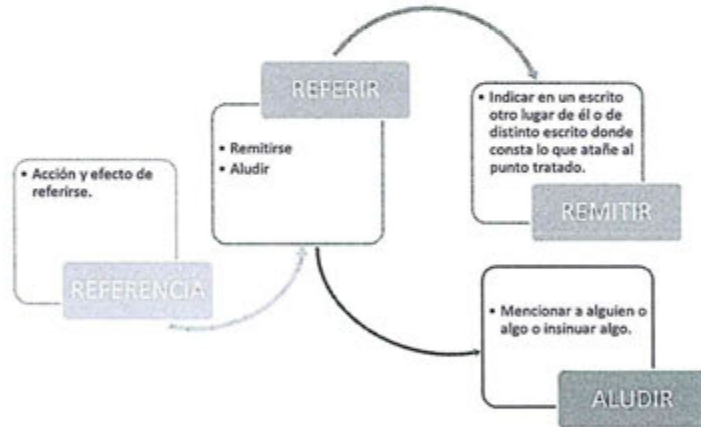 • Acción y efecto de
referirse.
REFERENCIA
REFERIR
• Remitirse
• Aludir
• Indicar en un escrito
otro lugar de él o de
distinto escrito donde
consta lo que atañe al
punto tratado.
REMITIR
• Mencionar a alguien o
algo o insinuar algo.
ALUDIR